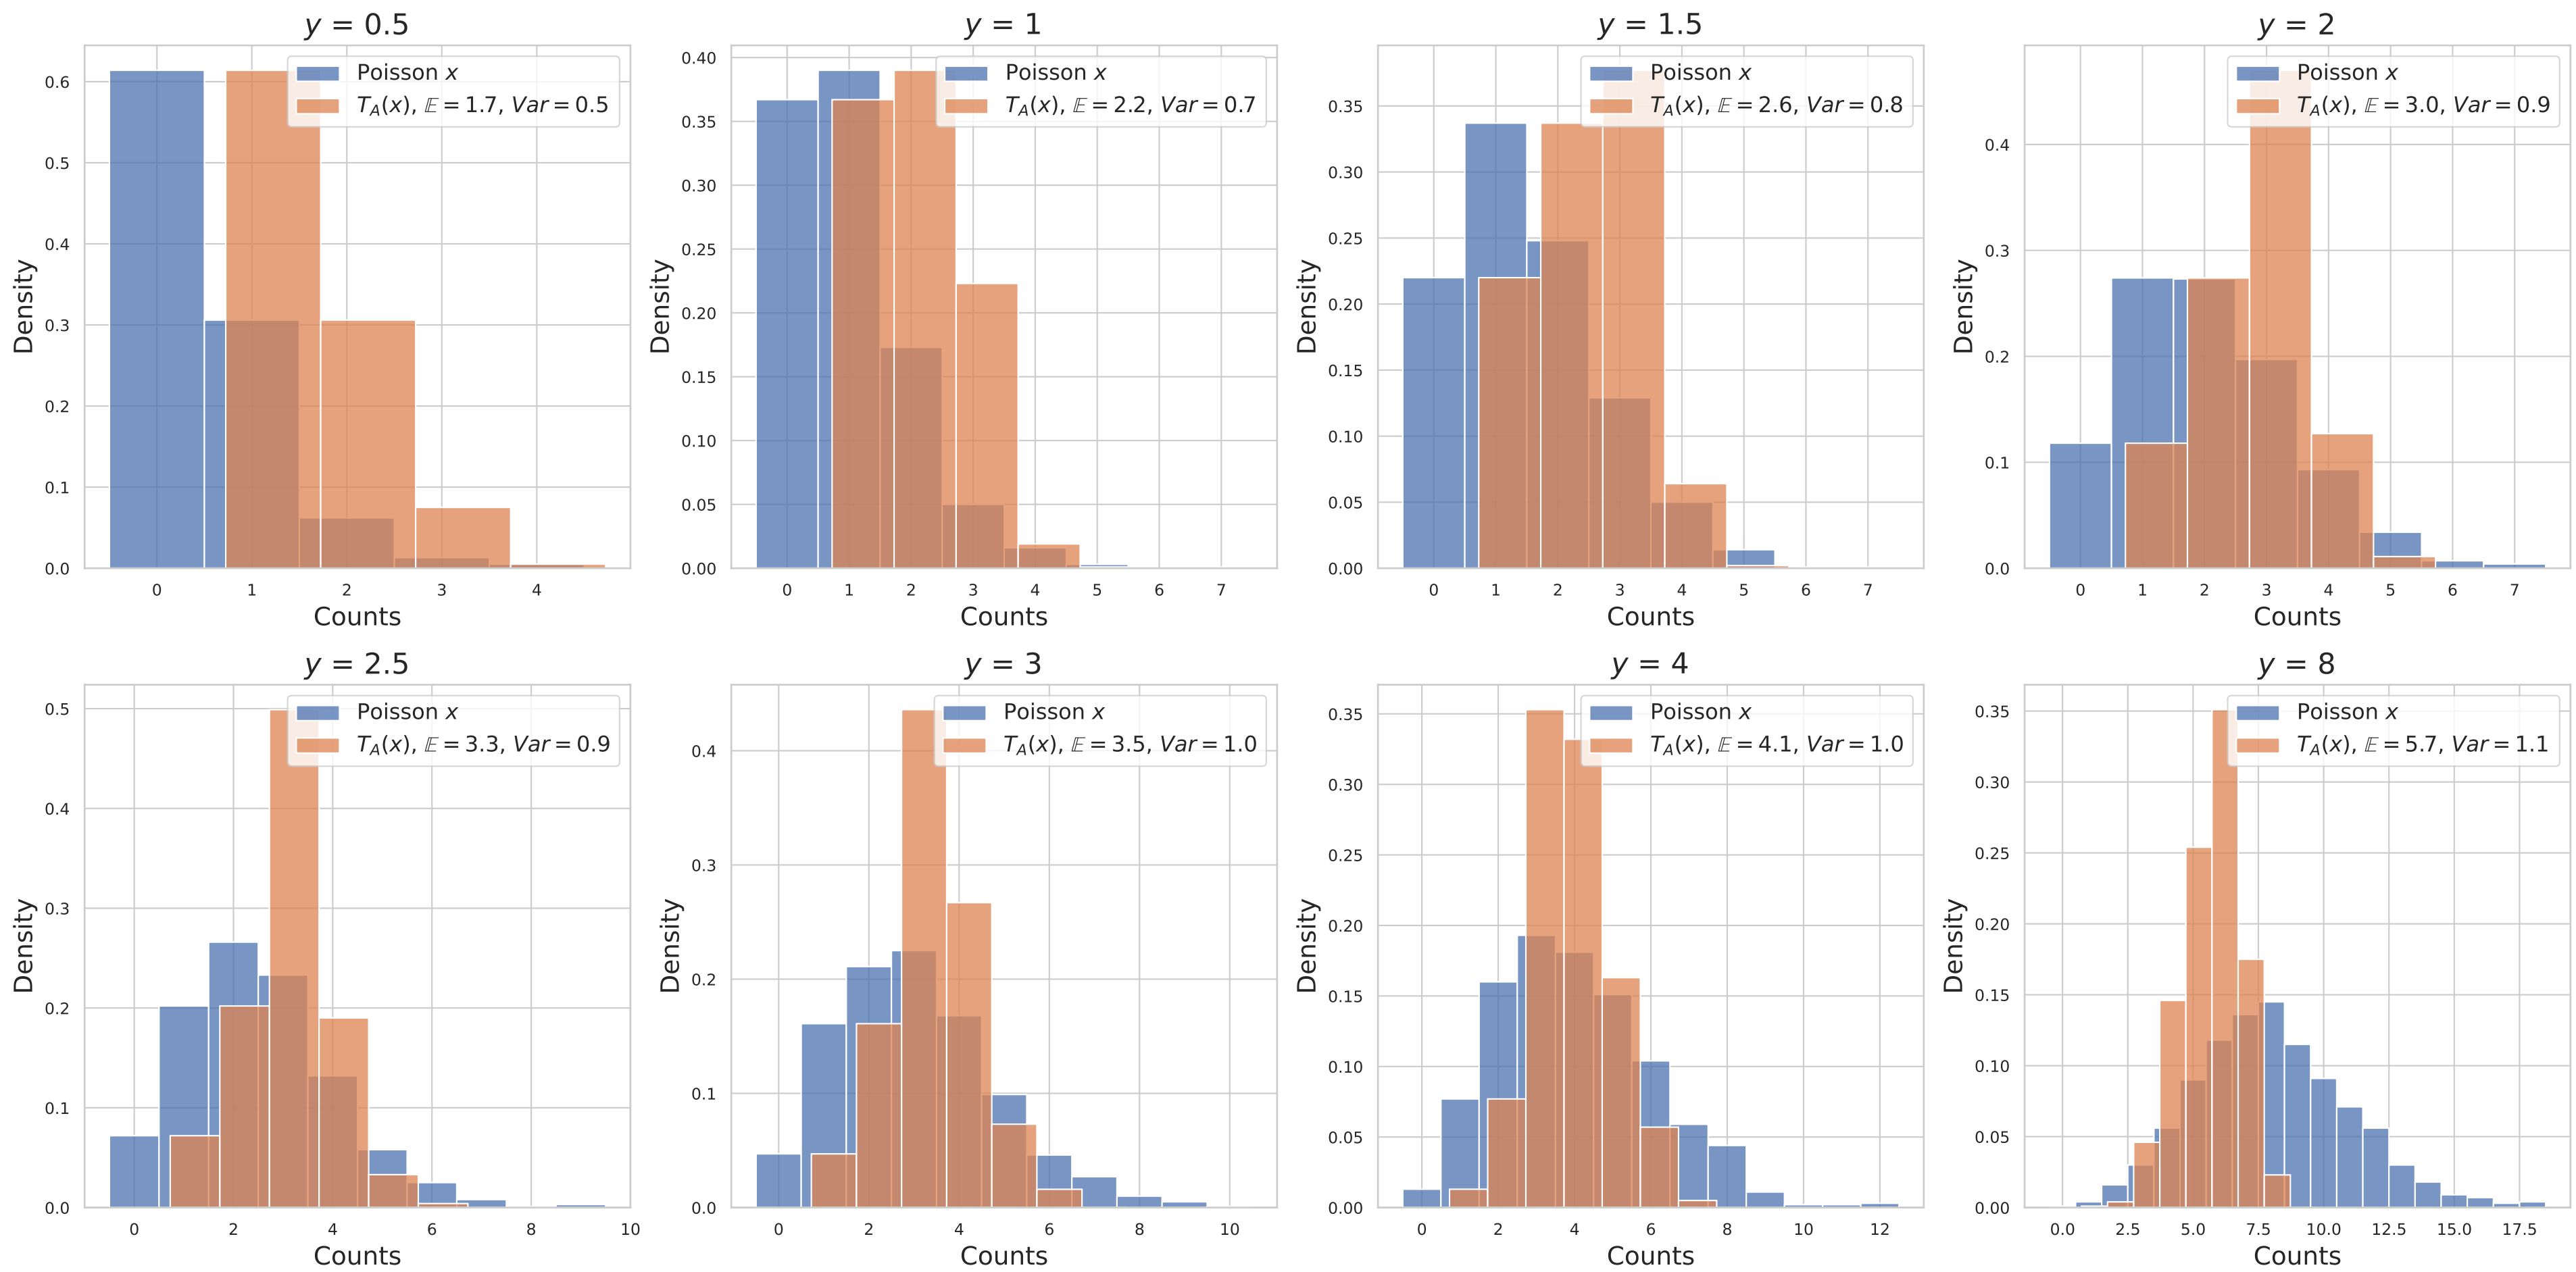 y = 0.5
0.6
0.5
0.4
0.3
0.2
0.1
0.0
Density
0 1 2 3 4
Counts
Poisson x
T_A(x), 𝔼 = 1.7, Var = 0.5
y = 1
0.40
0.35
0.30
0.25
0.20
0.15
0.10
0.05
0.00
Density
0 1 2 3 4 5 6 7
Counts
Poisson x
T_A(x), 𝔼 = 2.2, Var = 0.7
y = 1.5
0.35
0.30
0.25
0.20
0.15
0.10
0.05
0.00
Density
0 1 2 3 4 5 6 7
Counts
Poisson x
T_A(x), 𝔼 = 2.6, Var = 0.8
y = 2
0.4
0.3
0.2
0.1
0.0
Density
0 1 2 3 4 5 6 7
Counts
Poisson x
T_A(x), 𝔼 = 3.0, Var = 0.9
y = 2.5
0.5
0.4
0.3
0.2
0.1
0.0
Density
0 2 4 6 8 10
Counts
Poisson x
T_A(x), 𝔼 = 3.3, Var = 0.9
y = 3
0.4
0.3
0.2
0.1
0.0
Density
0 2 4 6 8 10
Counts
Poisson x
T_A(x), 𝔼 = 3.5, Var = 1.0
y = 4
0.35
0.30
0.25
0.20
0.15
0.10
0.05
0.00
Density
0 2 4 6 8 10 12
Counts
Poisson x
T_A(x), 𝔼 = 4.1, Var = 1.0
y = 8
0.35
0.30
0.25
0.20
0.15
0.10
0.05
0.00
Density
0.0 2.5 5.0 7.5 10.0 12.5 15.0 17.5
Counts
Poisson x
T_A(x), 𝔼 = 5.7, Var = 1.1